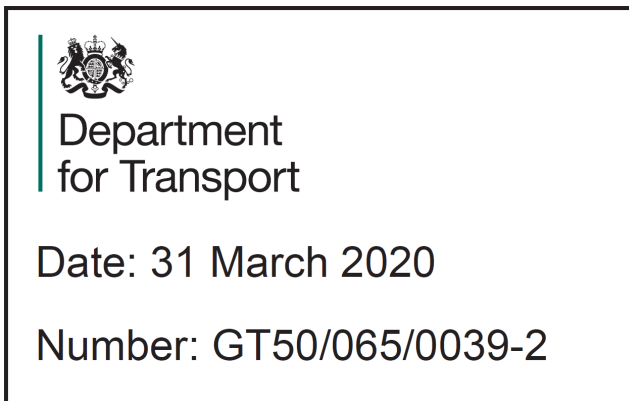 Department
for Transport
Date: 31 March 2020
Number: GT50/065/0039-2